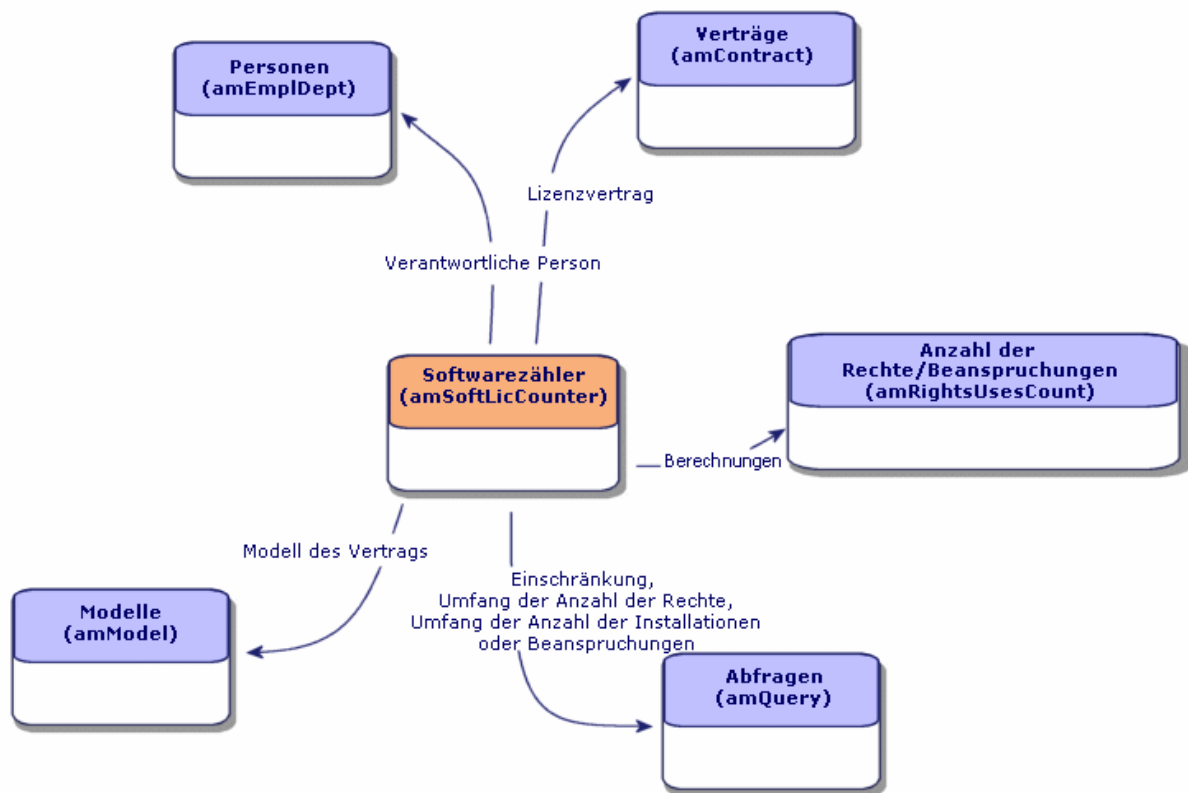 Verträge
(amContract)
Personen
(amEmplDept)
Lizenzvertrag
Verantwortliche Person
Anzahl der
Rechte/Beanspruchungen
(amRightsUsesCount)
Softwarezähler
(amSoftLicCounter)
Berechnungen
Modell des Vertrags
Einschränkung,
Umfang der Anzahl der Rechte,
Umfang der Anzahl der Installationen
oder Beanspruchungen
Modelle
(amModel)
Abfragen
(amQuery)